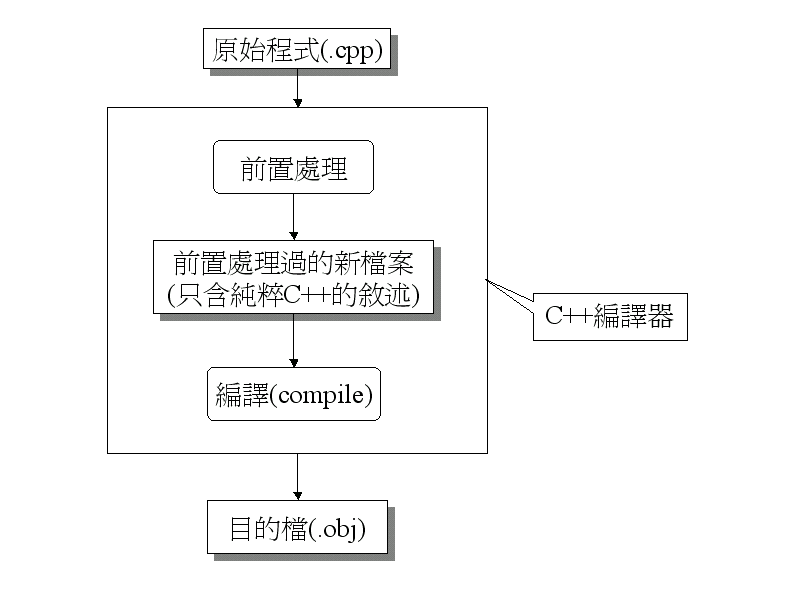 原始程式(.cpp)
前置處理
前置處理過的新檔案
(只含純粹C++的敘述)
C++編譯器
編譯(compile)
目的檔(.obj)